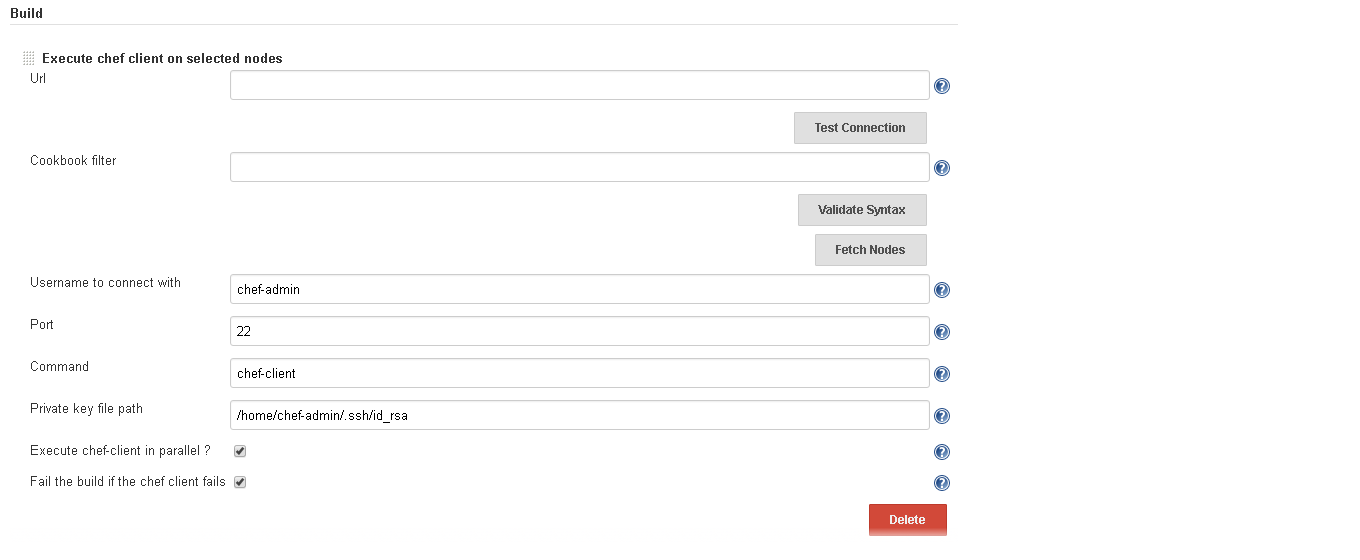 Build
Execute chef client on selected nodes
Url
Test Connection
Cookbook filter
Validate Syntax
Fetch Nodes
Username to connect with chef-admin
Port 22
Command chef-client
Private key file path /home/chef-admin/.ssh/id_rsa
Execute chef-client in parallel ?
Fail the build if the chef client fails
Delete